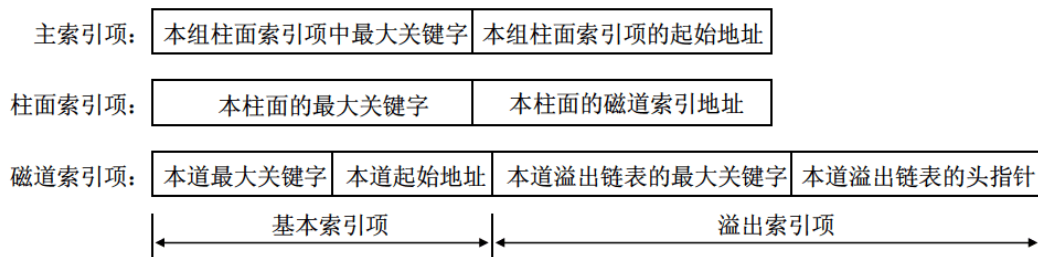 主索引项： 本组柱面索引项中最大关键字 本组柱面索引项的起始地址
柱面索引项： 本柱面的最大关键字 本柱面的磁道索引地址
磁道索引项： 本道最大关键字 本道起始地址 本道溢出链表的最大关键字 本道溢出链表的头指针
基本索引项 溢出索引项